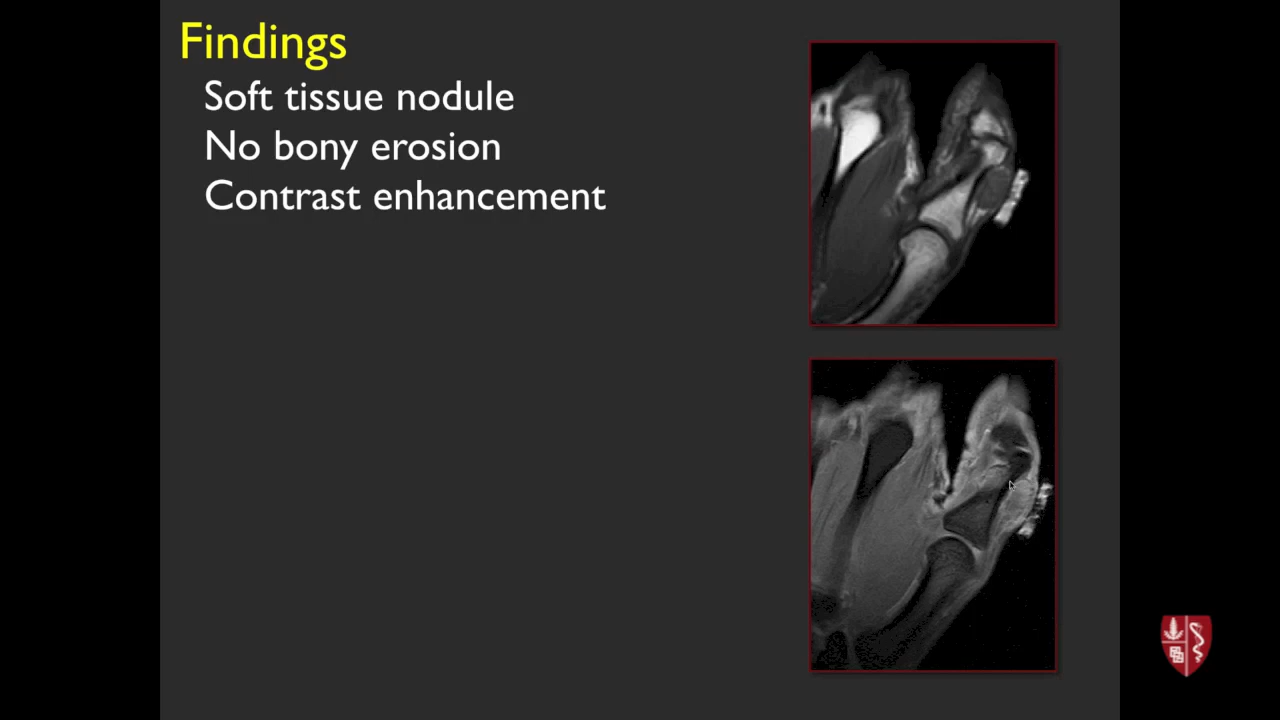 Findings
Soft tissue nodule
No bony erosion
Contrast enhancement